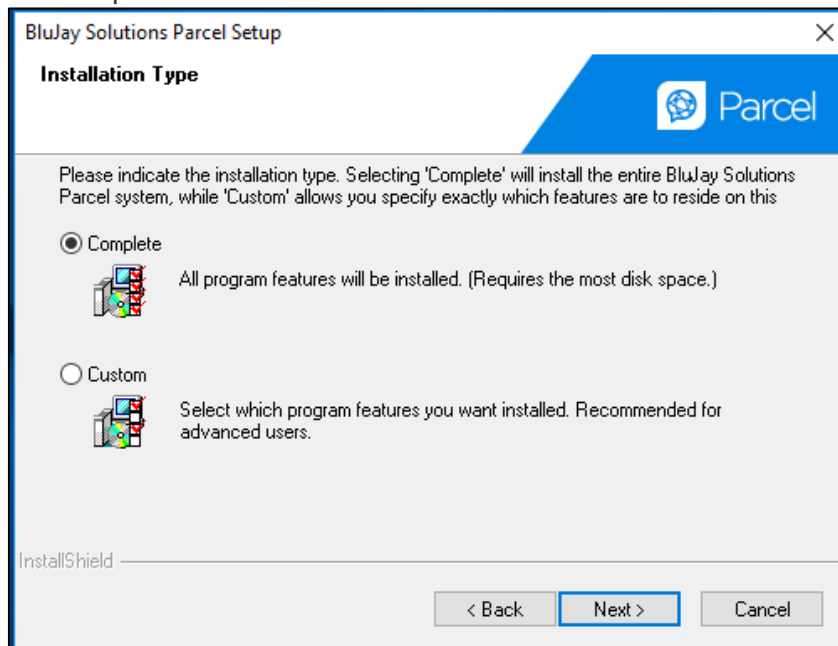 BluJay Solutions Parcel Setup
Installation Type
Parcel
Please indicate the installation type. Selecting 'Complete' will install the entire BluJay Solutions
Parcel system, while 'Custom' allows you specify exactly which features are to reside on this
Complete
All program features will be installed. (Requires the most disk space.)
Custom
Select which program features you want installed. Recommended for
advanced users.
InstallShield
< Back
Next >
Cancel